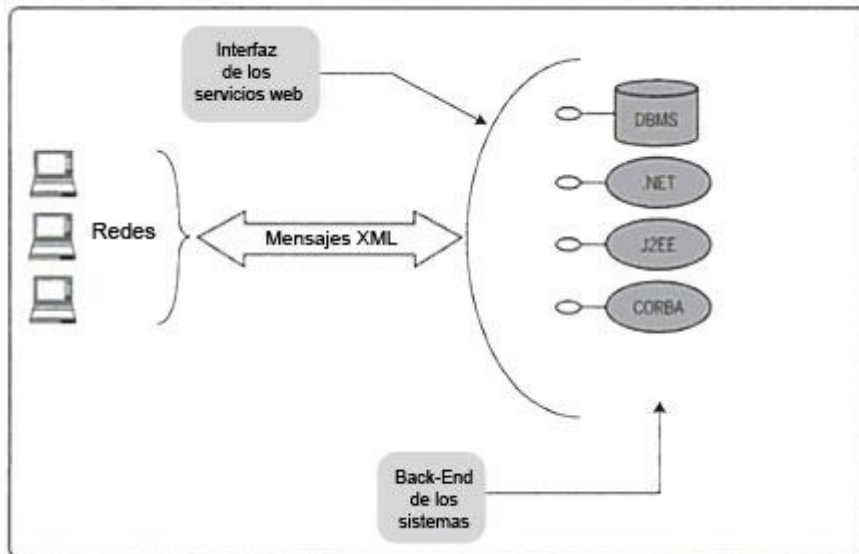 Interfaz
de los
servicios web
DBMS
.NET
Redes
Mensajes XML
J2EE
CORBA
Back-End
de los
sistemas